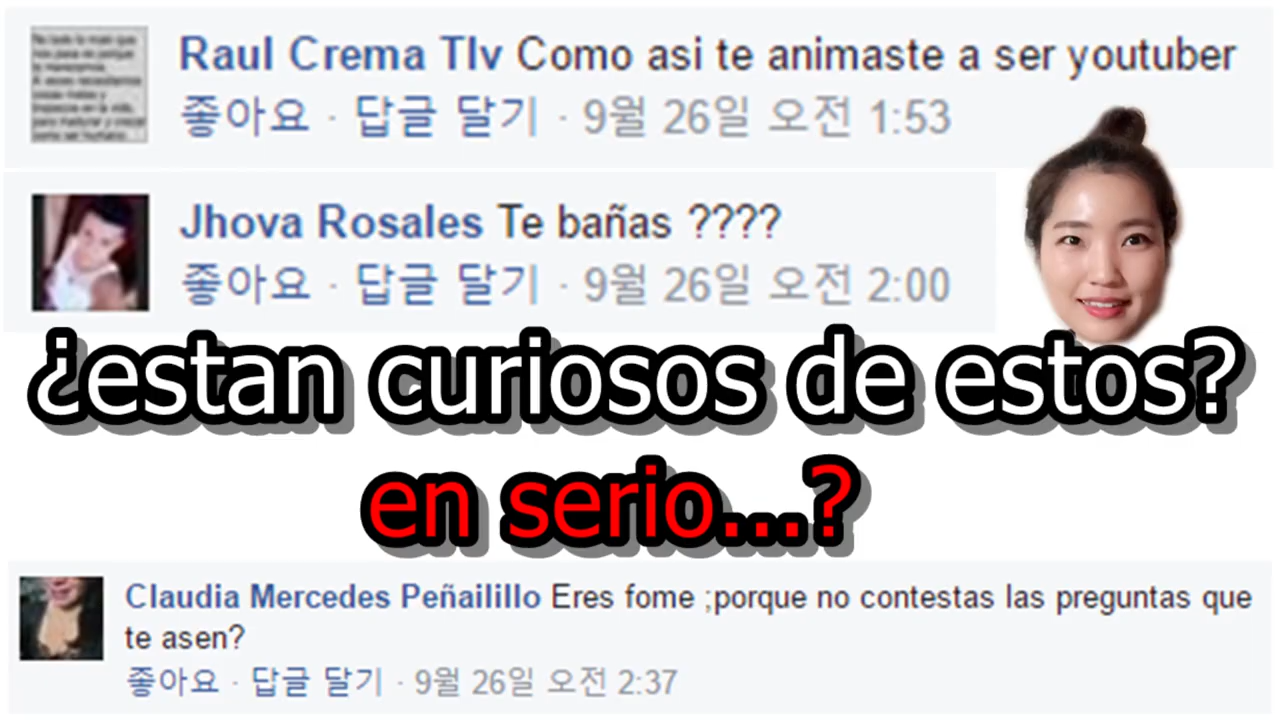 Raul Crema Tlv Como asi te animaste a ser youtuber
좋아요 · 답글 달기 · 9월 26일 오전 1:53
Jhova Rosales Te bañas ????
좋아요 · 답글 달기 · 9월 26일 오전 2:00
¿estan curiosos de estos?
en serio...?
Claudia Mercedes Peñailillo Eres fome ;porque no contestas las preguntas que
te asen?
좋아요 · 답글 달기 · 9월 26일 오전 2:37